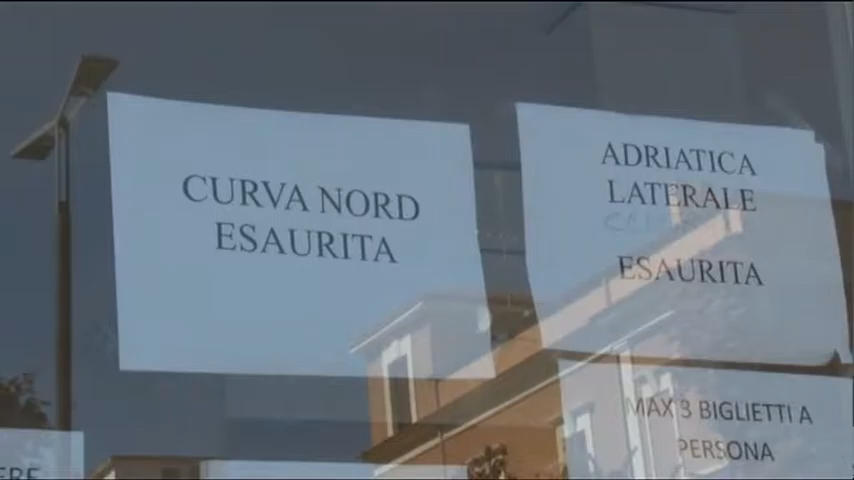 CURVA NORD
ESAURITA
ADRIATICA
LATERALE
ESAURITA
MAX 3 BIGLIETTI A
PERSONA